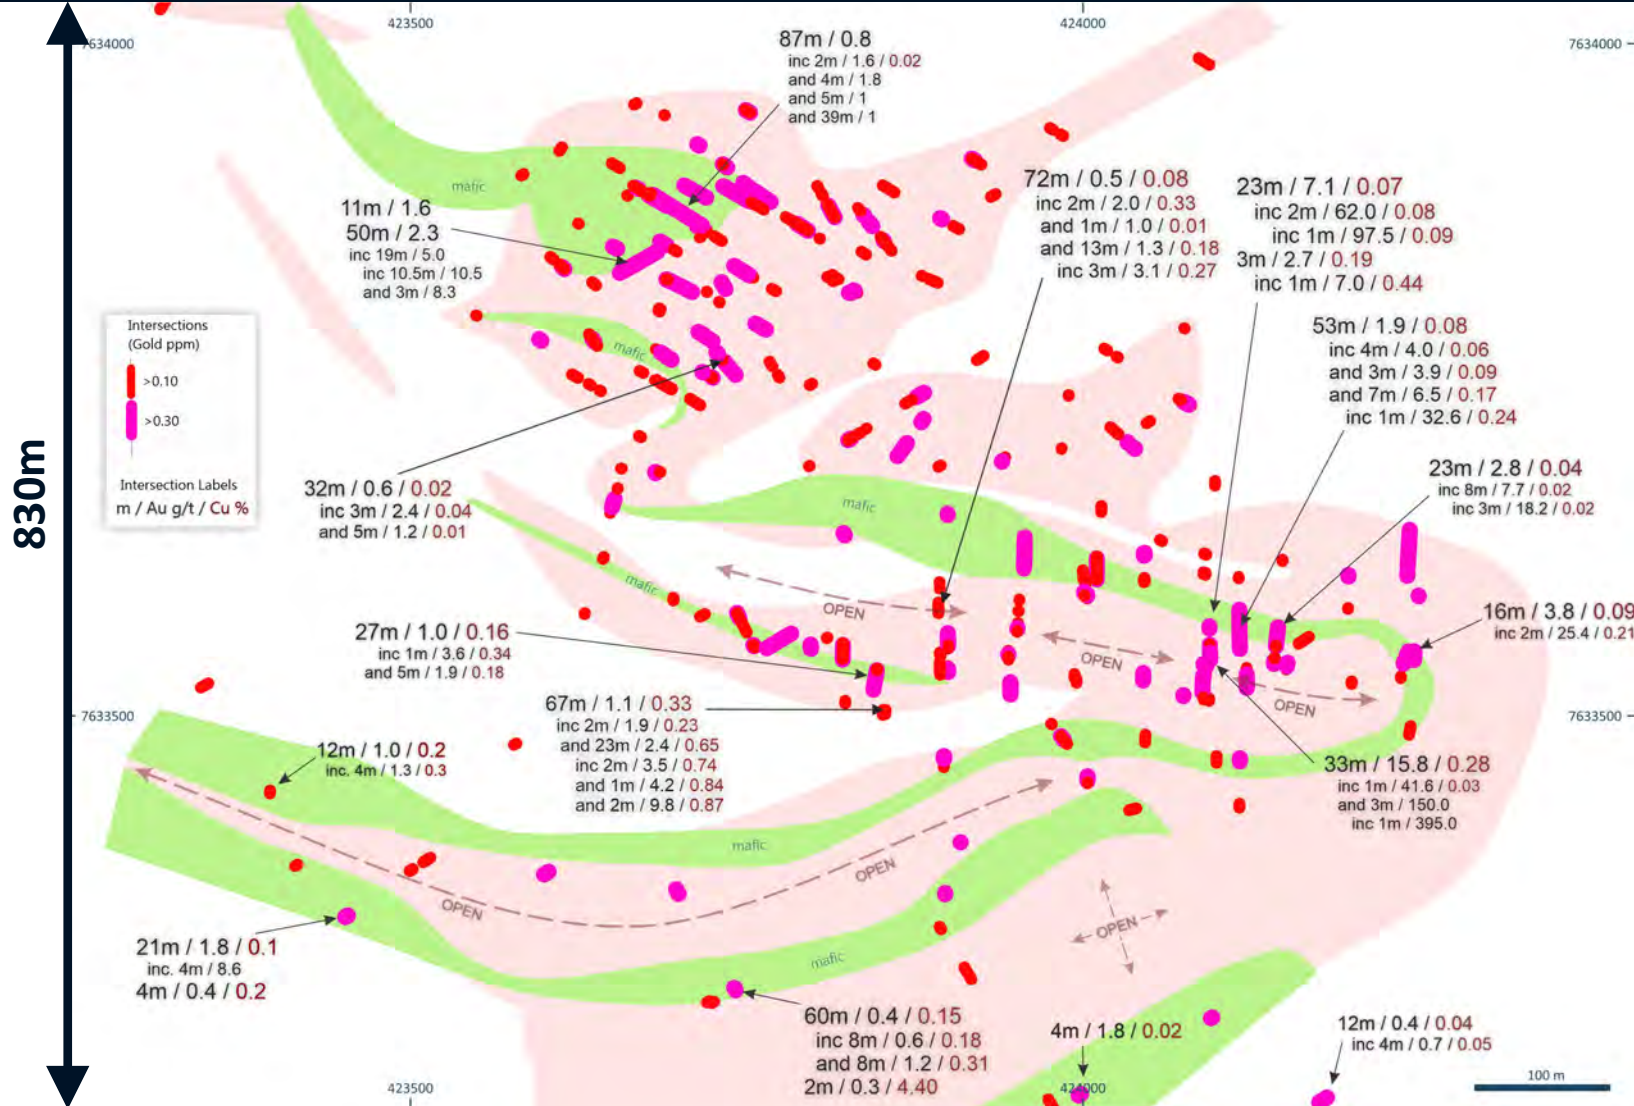 423500
424000
7634000
7634000
87m / 0.8
inc 2m / 1.6 / 0.02
and 4m / 1.8
and 5m / 1
and 39m / 1
mafic
72m / 0.5 / 0.08
inc 2m / 2.0 / 0.33
and 1m / 1.0 / 0.01
and 13m / 1.3 / 0.18
inc 3m / 3.1 / 0.27
23m / 7.1 / 0.07
inc 2m / 62.0 / 0.08
inc 1m / 97.5 / 0.09
3m / 2.7 / 0.19
inc 1m / 7.0 / 0.44
11m / 1.6
50m / 2.3
inc 19m / 5.0
inc 10.5m / 10.5
and 3m / 8.3
Intersections
(Gold ppm)
>0.10
>0.30
Intersection Labels
m / Au g/t / Cu %
mafic
53m / 1.9 / 0.08
inc 4m / 4.0 / 0.06
and 3m / 3.9 / 0.09
and 7m / 6.5 / 0.17
inc 1m / 32.6 / 0.24
830m
32m / 0.6 / 0.02
inc 3m / 2.4 / 0.04
and 5m / 1.2 / 0.01
mafic
23m / 2.8 / 0.04
inc 8m / 7.7 / 0.02
inc 3m / 18.2 / 0.02
mafic
OPEN
OPEN
OPEN
16m / 3.8 / 0.09
inc 2m / 25.4 / 0.21
27m / 1.0 / 0.16
inc 1m / 3.6 / 0.34
and 5m / 1.9 / 0.18
7633500
7633500
67m / 1.1 / 0.33
inc 2m / 1.9 / 0.23
and 23m / 2.4 / 0.65
inc 2m / 3.5 / 0.74
and 1m / 4.2 / 0.84
and 2m / 9.8 / 0.87
12m / 1.0 / 0.2
inc. 4m / 1.3 / 0.3
33m / 15.8 / 0.28
inc 1m / 41.6 / 0.03
and 3m / 150.0
inc 1m / 395.0
mafic
OPEN
OPEN
OPEN
mafic
21m / 1.8 / 0.1
inc. 4m / 8.6
4m / 0.4 / 0.2
60m / 0.4 / 0.15
inc 8m / 0.6 / 0.18
and 8m / 1.2 / 0.31
2m / 0.3 / 4.40
4m / 1.8 / 0.02
12m / 0.4 / 0.04
inc 4m / 0.7 / 0.05
423500
424000
100 m